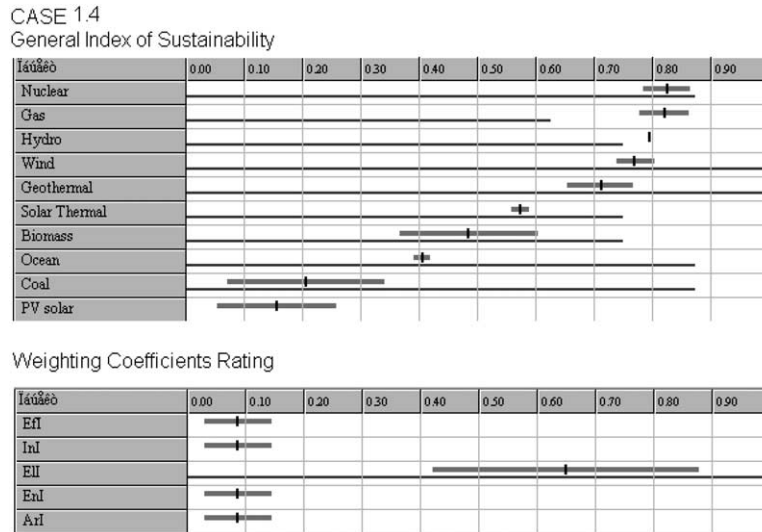 CASE 1.4
General Index of Sustainability
Ïáúåêò 0.00 0.10 0.20 0.30 0.40 0.50 0.60 0.70 0.80 0.90
Nuclear
Gas
Hydro
Wind
Geothermal
Solar Thermal
Biomass
Ocean
Coal
PV solar
Weighting Coefficients Rating
Ïáúåêò 0.00 0.10 0.20 0.30 0.40 0.50 0.60 0.70 0.80 0.90
EfI
InI
ElI
EnI
ArI